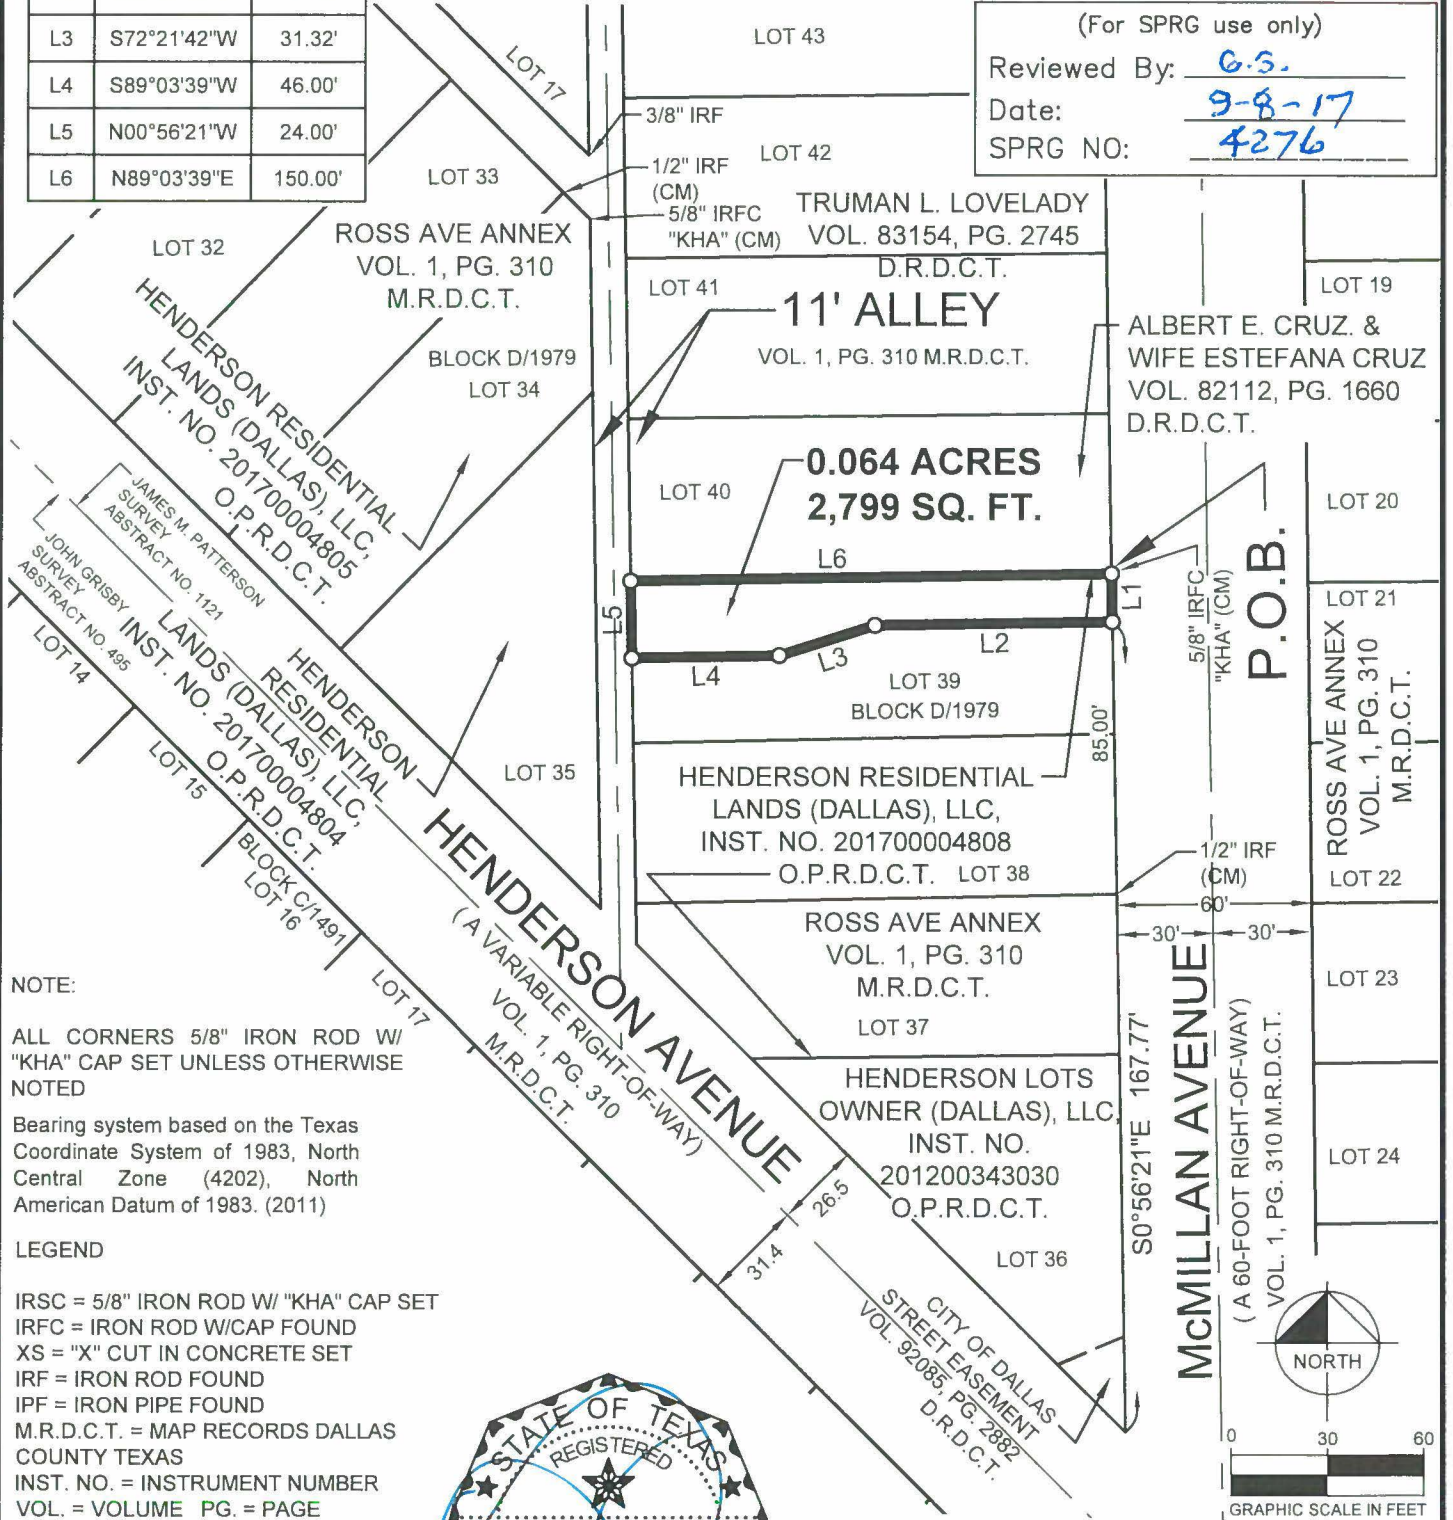 L3 S72°21'42"W 31.32'
L4 S89°03'39"W 46.00'
L5 N00°56'21"W 24.00'
L6 N89°03'39"E 150.00'
(For SPRG use only)
Reviewed By: G.S.
Date: 9-8-17
SPRG NO: 4276
LOT 17
LOT 43
3/8" IRF
LOT 42
1/2" IRF
(CM)
5/8" IRFC
"KHA" (CM)
LOT 33
LOT 32
ROSS AVE ANNEX
VOL. 1, PG. 310
M.R.D.C.T.
TRUMAN L. LOVELADY
VOL. 83154, PG. 2745
D.R.D.C.T.
LOT 41
11' ALLEY
VOL. 1, PG. 310 M.R.D.C.T.
LOT 19
ALBERT E. CRUZ. &
WIFE ESTEFANA CRUZ
VOL. 82112, PG. 1660
D.R.D.C.T.
BLOCK D/1979
LOT 34
HENDERSON RESIDENTIAL
LANDS (DALLAS), LLC,
INST. NO. 201700004805
O.P.R.D.C.T.
JAMES M. PATTERSON
SURVEY
ABSTRACT NO. 1121
JOHN GRISBY
SURVEY
ABSTRACT NO. 495
LOT 40
0.064 ACRES
2,799 SQ. FT.
LOT 20
L6
L5
L4
L3
L2
L1
5/8" IRFC
"KHA" (CM)
P.O.B.
LOT 21
ROSS AVE ANNEX
VOL. 1, PG. 310
M.R.D.C.T.
LOT 39
BLOCK D/1979
85.00'
LOT 14
HENDERSON
RESIDENTIAL
LANDS (DALLAS), LLC,
INST. NO. 201700004804
O.P.R.D.C.T.
LOT 15
LOT 35
HENDERSON RESIDENTIAL
LANDS (DALLAS), LLC,
INST. NO. 201700004808
O.P.R.D.C.T.
LOT 38
1/2" IRF
(CM)
LOT 22
BLOCK C/1491
LOT 16
LOT 17
HENDERSON AVENUE
( A VARIABLE RIGHT-OF-WAY)
VOL. 1, PG. 310
M.R.D.C.T.
60'
30'
30'
ROSS AVE ANNEX
VOL. 1, PG. 310
M.R.D.C.T.
LOT 37
LOT 23
McMILLAN AVENUE
( A 60-FOOT RIGHT-OF-WAY)
VOL. 1, PG. 310 M.R.D.C.T.
S0°56'21"E 167.77'
HENDERSON LOTS
OWNER (DALLAS), LLC,
INST. NO.
201200343030
O.P.R.D.C.T.
LOT 24
26.5
31.4
LOT 36
CITY OF DALLAS
STREET EASEMENT
VOL. 92085, PG. 2882
D.R.D.C.T.
NORTH
0 30 60
GRAPHIC SCALE IN FEET
NOTE:
ALL CORNERS 5/8" IRON ROD W/
"KHA" CAP SET UNLESS OTHERWISE
NOTED
Bearing system based on the Texas
Coordinate System of 1983, North
Central Zone (4202), North
American Datum of 1983. (2011)
LEGEND
IRSC = 5/8" IRON ROD W/ "KHA" CAP SET
IRFC = IRON ROD W/CAP FOUND
XS = "X" CUT IN CONCRETE SET
IRF = IRON ROD FOUND
IPF = IRON PIPE FOUND
M.R.D.C.T. = MAP RECORDS DALLAS
COUNTY TEXAS
INST. NO. = INSTRUMENT NUMBER
VOL. = VOLUME PG. = PAGE
STATE OF TEXAS
REGISTERED